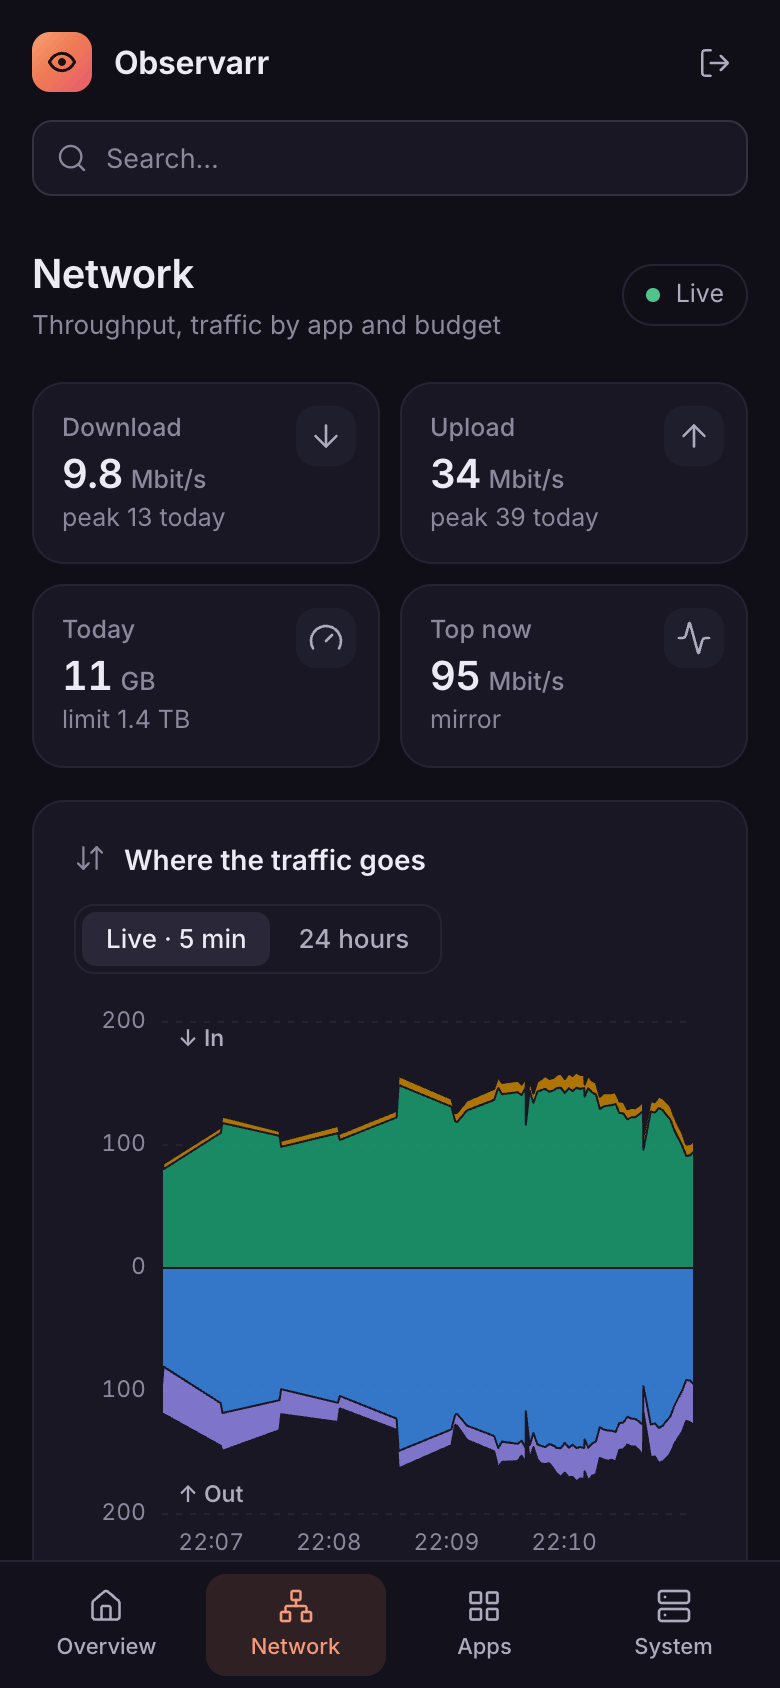 Observarr
Search...
Network
Throughput, traffic by app and budget
Live
Download
9.8 Mbit/s
peak 13 today
Upload
34 Mbit/s
peak 39 today
Today
11 GB
limit 1.4 TB
Top now
95 Mbit/s
mirror
Where the traffic goes
Live · 5 min
24 hours
200
↓ In
100
0
100
↑ Out
200
22:07 22:08 22:09 22:10
Overview
Network
Apps
System